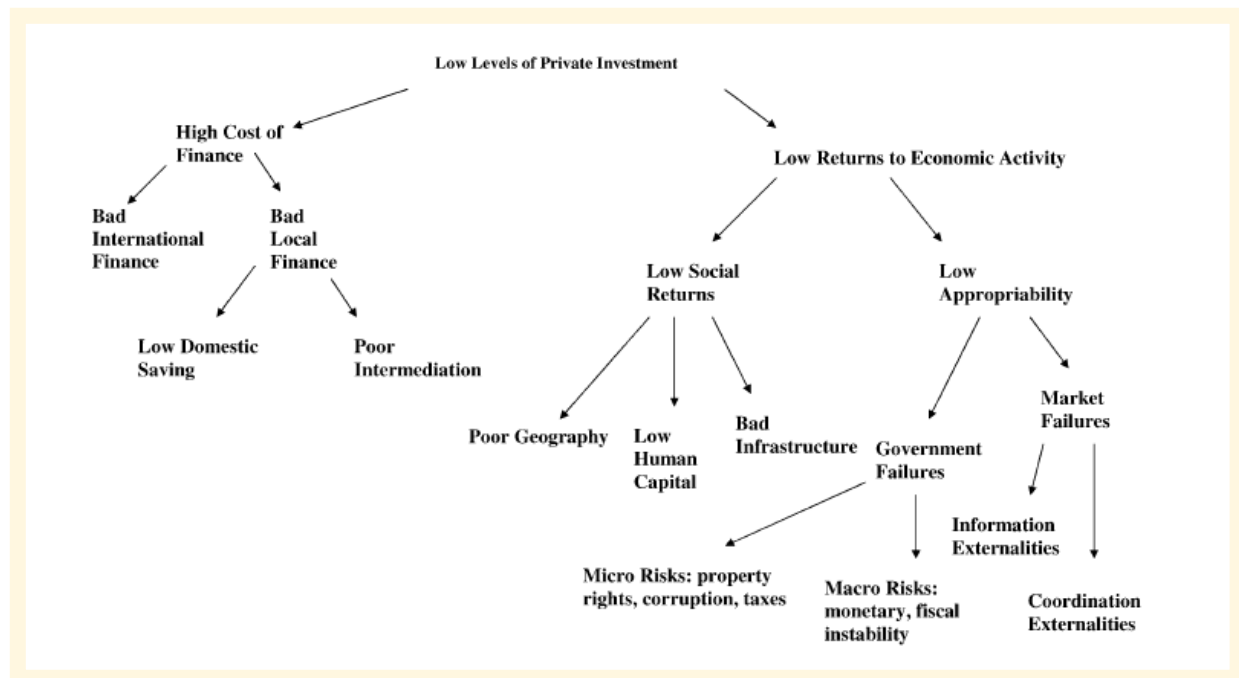 Low Levels of Private Investment
High Cost of
Finance
Low Returns to Economic Activity
Bad
International
Finance
Bad
Local
Finance
Low Social
Returns
Low
Appropriability
Low Domestic
Saving
Poor
Intermediation
Poor Geography
Low
Human
Capital
Bad
Infrastructure
Government
Failures
Market
Failures
Information
Externalities
Micro Risks: property
rights, corruption, taxes
Macro Risks:
monetary, fiscal
instability
Coordination
Externalities